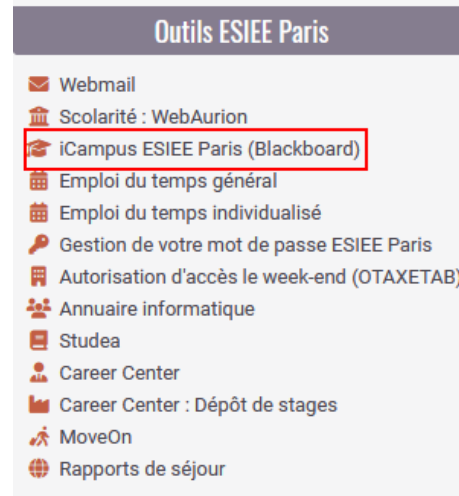 Outils ESIEE Paris
Webmail
Scolarité : WebAurion
iCampus ESIEE Paris (Blackboard)
Emploi du temps général
Emploi du temps individualisé
Gestion de votre mot de passe ESIEE Paris
Autorisation d'accès le week-end (OTAXETAB)
Annuaire informatique
Studea
Career Center
Career Center : Dépôt de stages
MoveOn
Rapports de séjour